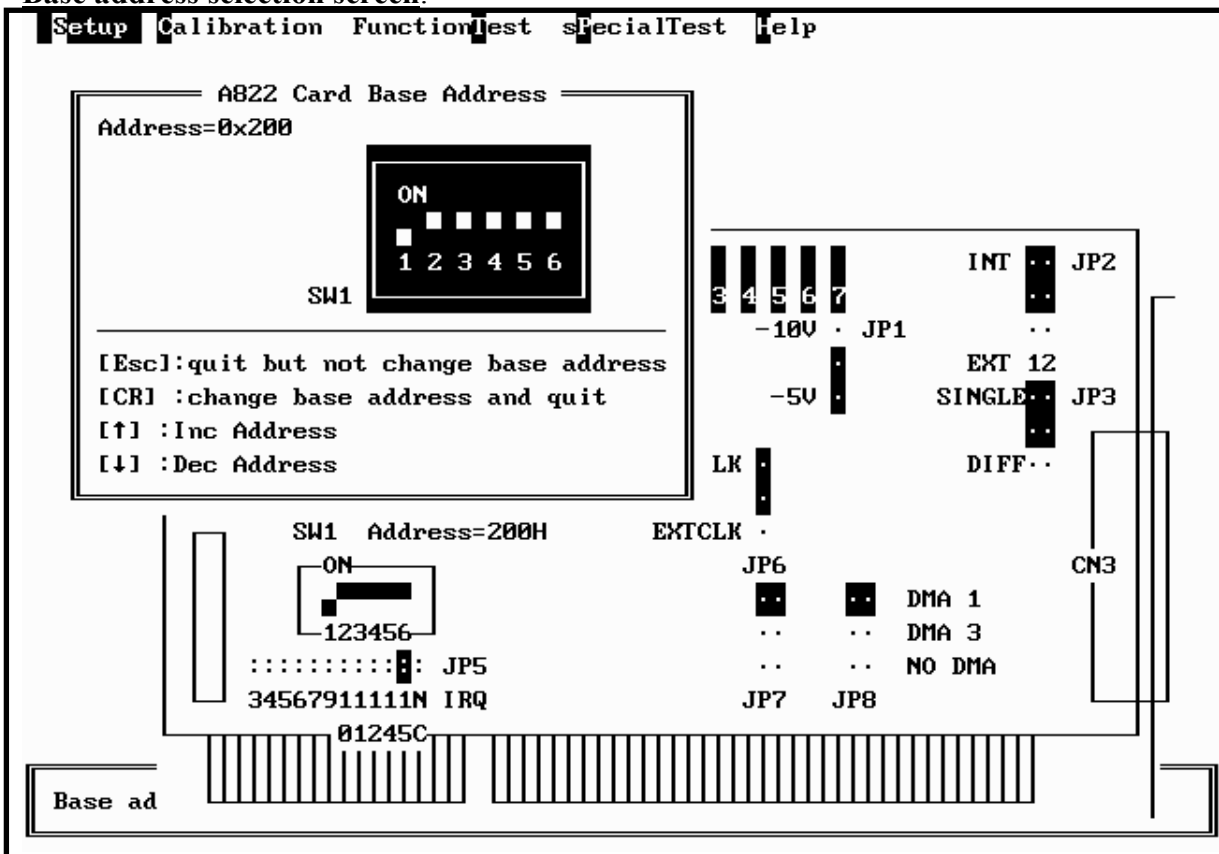 Base address selection screen:
Setup Calibration FunctionTest sPecialTest Help
A822 Card Base Address
Address=0x200
ON
1 2 3 4 5 6
SW1
[Esc]:quit but not change base address
[CR] :change base address and quit
[↑] :Inc Address
[↓] :Dec Address
3 4 5 6 7
-10V JP1
-5V
INT JP2
EXT 12
SINGLE JP3
DIFF
LK
EXTCLK
JP6
CN3
SW1 Address=200H
ON
123456
JP5
34567911111N IRQ
01245C
DMA 1
DMA 3
NO DMA
JP7 JP8
Base ad